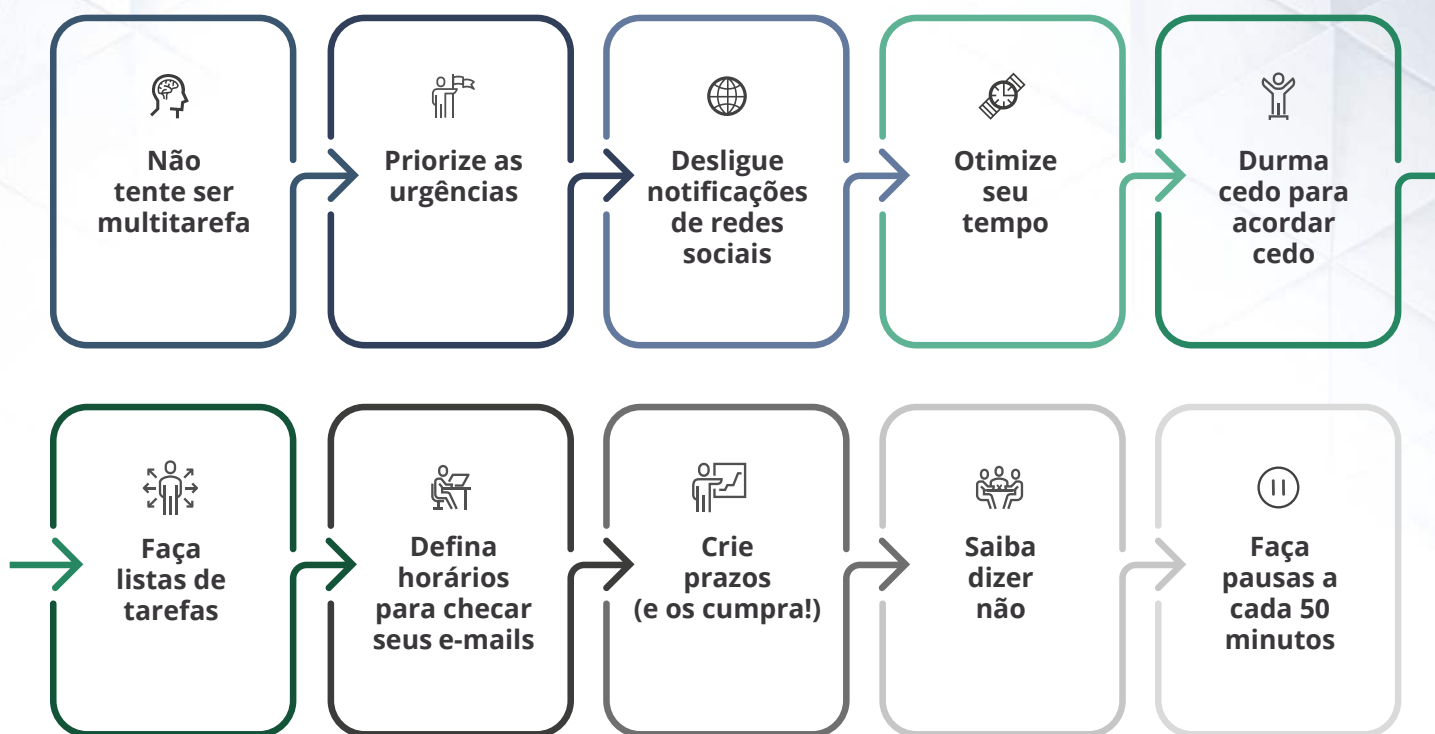 Não
tente ser
multitarefa
Priorize as
urgências
Desligue
notificações
de redes
sociais
Otimize
seu
tempo
Durma
cedo para
acordar
cedo
Faça
listas de
tarefas
Defina
horários
para checar
seus e-mails
Crie
prazos
(e os cumpra!)
Saiba
dizer
não
Faça
pausas a
cada 50
minutos